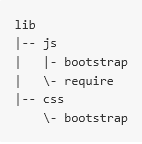 lib
|-- js
|   |- bootstrap
|   \- require
|-- css
    \- bootstrap